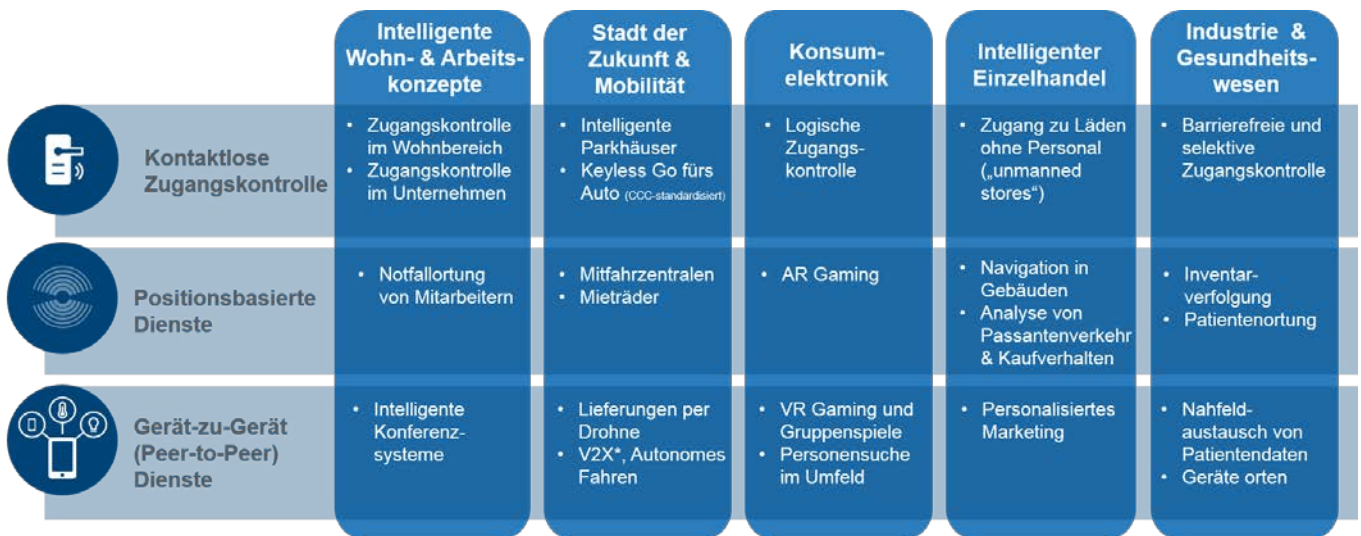 Intelligente
Wohn- & Arbeits-
konzepte
Stadt der
Zukunft &
Mobilität
Konsum-
elektronik
Intelligenter
Einzelhandel
Industrie &
Gesundheits-
wesen
Kontaktlose
Zugangskontrolle
• Zugangskontrolle
im Wohnbereich
• Zugangskontrolle
im Unternehmen
• Intelligente
Parkhäuser
• Keyless Go fürs
Auto (CCC-standardisiert)
• Logische
Zugangs-
kontrolle
• Zugang zu Läden
ohne Personal
(„unmanned
stores“)
• Barrierefreie und
selektive
Zugangskontrolle
Positionsbasierte
Dienste
• Notfallortung
von Mitarbeitern
• Mitfahrzentralen
• Mieträder
• AR Gaming
• Navigation in
Gebäuden
• Analyse von
Passantenverkehr
& Kaufverhalten
• Inventar-
verfolgung
• Patientenortung
Gerät-zu-Gerät
(Peer-to-Peer)
Dienste
• Intelligente
Konferenz-
systeme
• Lieferungen per
Drohne
• V2X*, Autonomes
Fahren
• VR Gaming und
Gruppenspiele
• Personensuche
im Umfeld
• Personalisiertes
Marketing
• Nahfeld-
austausch von
Patientendaten
• Geräte orten